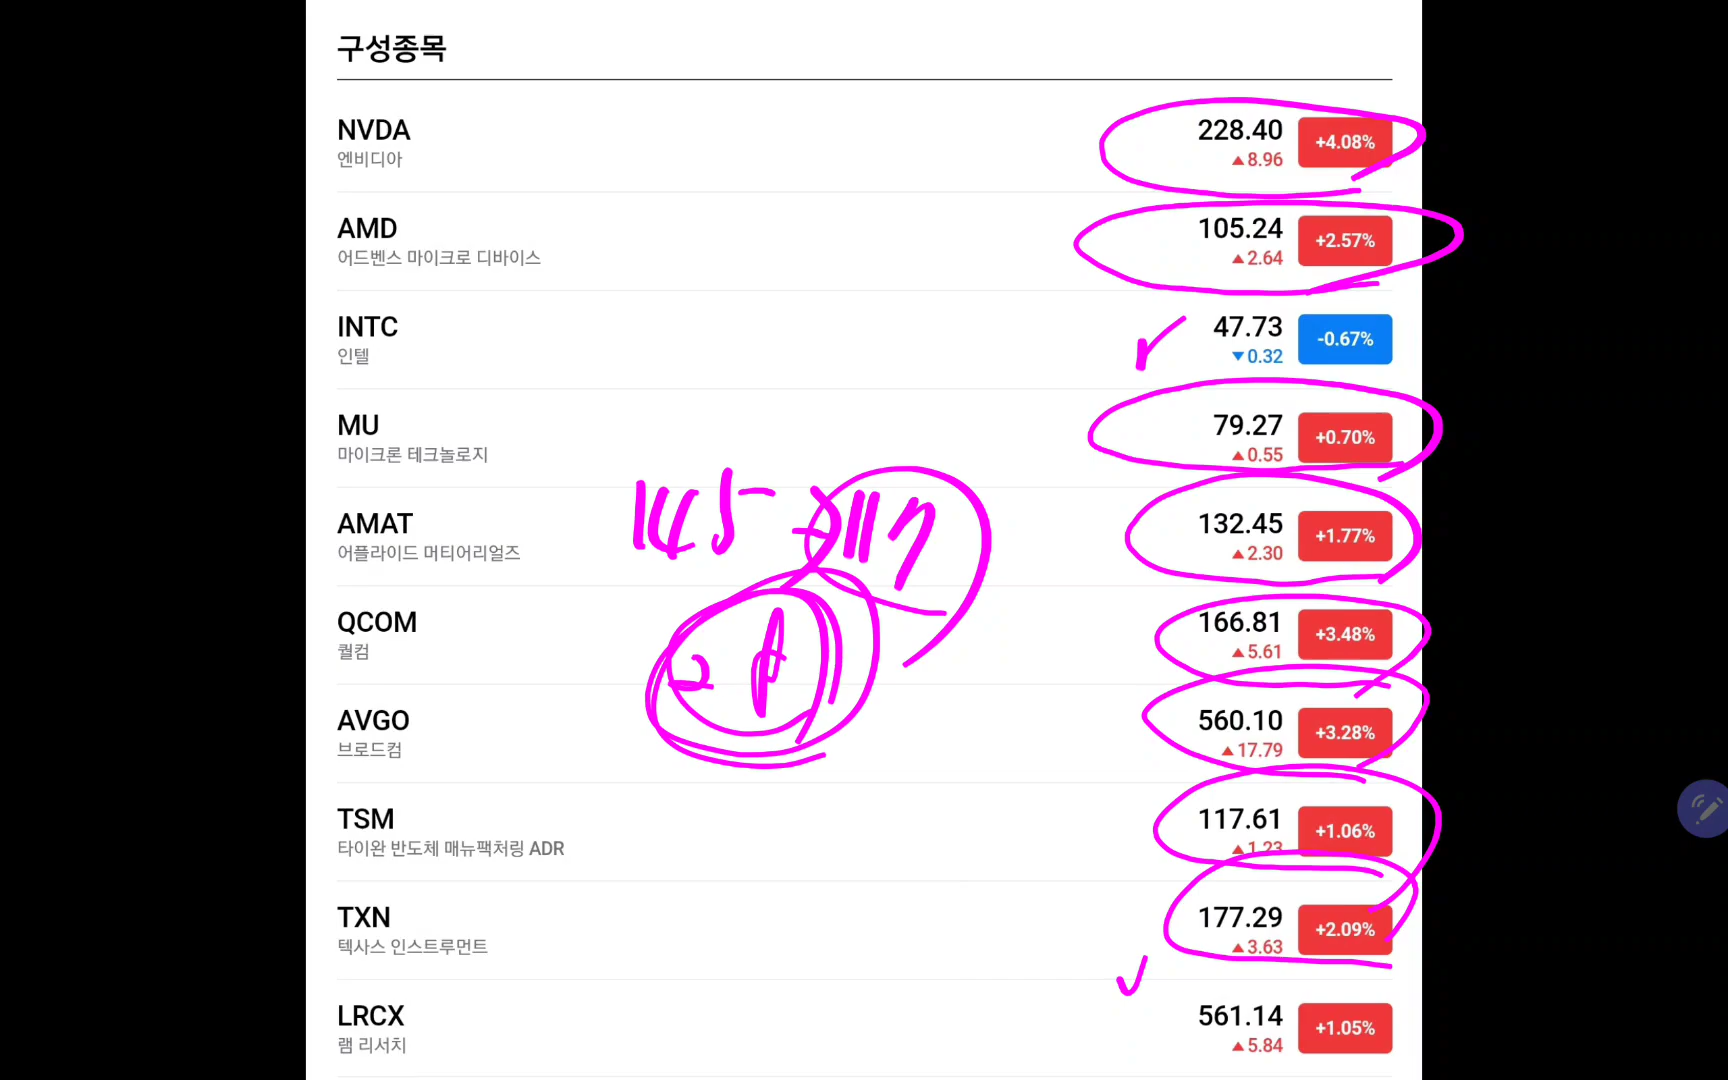 구성종목
NVDA
엔비디아
228.40
▲8.96
+4.08%
AMD
어드벤스 마이크로 디바이스
105.24
▲2.64
+2.57%
INTC
인텔
47.73
▼0.32
-0.67%
MU
마이크론 테크놀로지
79.27
▲0.55
+0.70%
AMAT
어플라이드 머티어리얼즈
132.45
▲2.30
+1.77%
145 → 117
QCOM
퀄컴
166.81
▲5.61
+3.48%
AVGO
브로드컴
560.10
▲17.79
+3.28%
TSM
타이완 반도체 매뉴팩처링 ADR
117.61
▲1.23
+1.06%
TXN
텍사스 인스트루먼트
177.29
▲3.63
+2.09%
LRCX
램 리서치
561.14
▲5.84
+1.05%